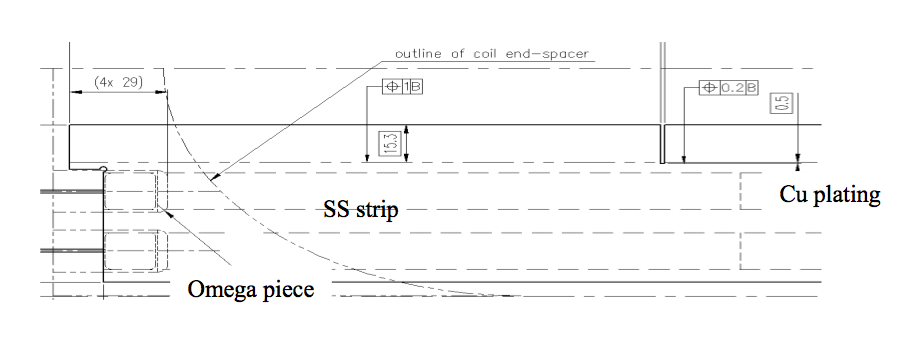 outline of coil end-spacer
(4x 29)
⌖ 1 B
⌖ 0.2 B
0.5
15.3
Cu plating
SS strip
Omega piece